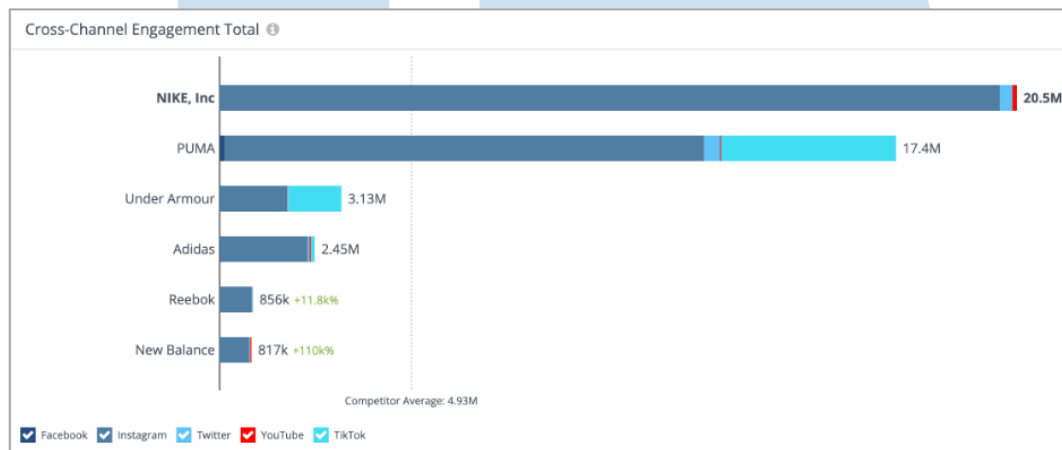 Cross-Channel Engagement Total
NIKE, Inc 20.5M
PUMA 17.4M
Under Armour 3.13M
Adidas 2.45M
Reebok 856k +11.8k%
New Balance 817k +110k%
Competitor Average: 4.93M
Facebook Instagram Twitter YouTube TikTok